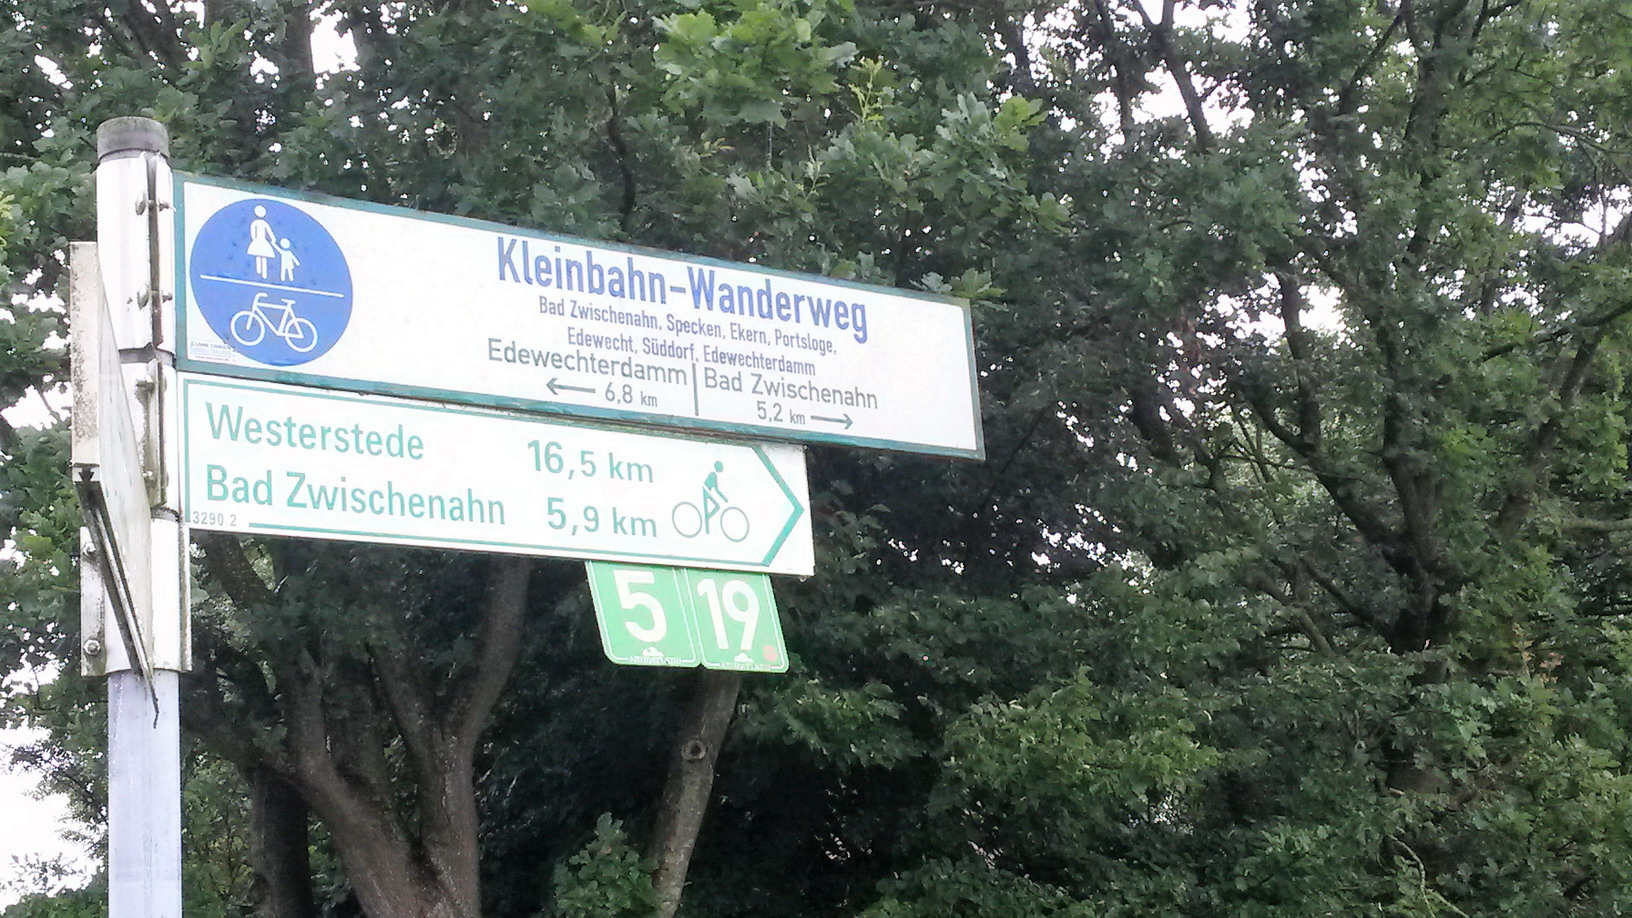 Kleinbahn-Wanderweg
Bad Zwischenahn, Specken, Ekern, Portsloge,
Edewecht, Süddorf, Edewechterdamm
Edewechterdamm
← 6,8 km
Bad Zwischenahn
5,2 km →
Westerstede 16,5 km
Bad Zwischenahn 5,9 km
3290.2
5 19